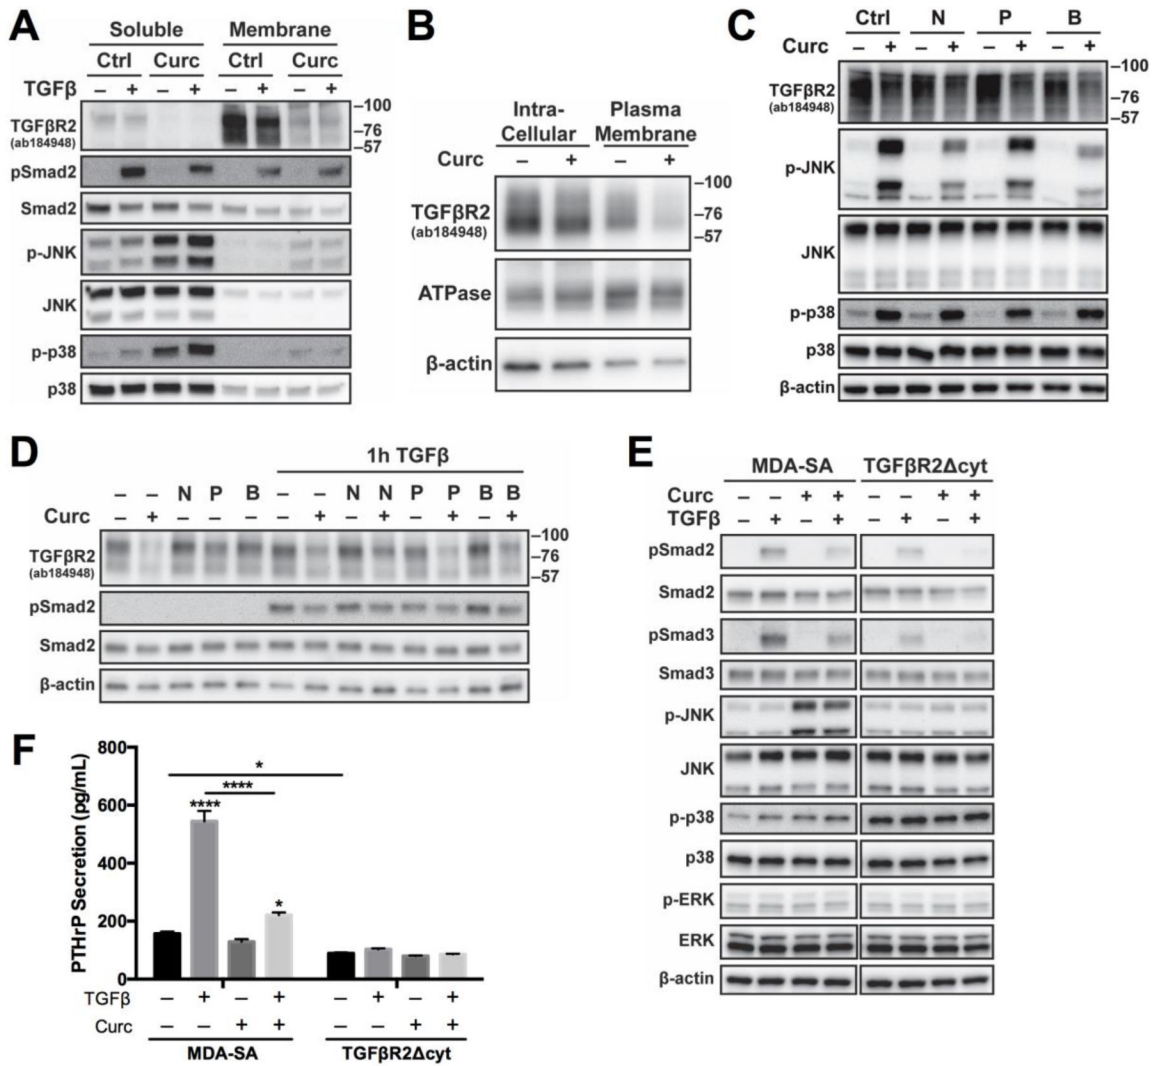 A
Soluble Membrane
Ctrl Curc Ctrl Curc
TGFβ – + – + – + – +
TGFβR2
(ab184948)
–100
–76
–57
pSmad2
Smad2
p-JNK
JNK
p-p38
p38
B
Intra-
Cellular
Plasma
Membrane
Curc – + – +
TGFβR2
(ab184948)
–100
–76
–57
ATPase
β-actin
C
Ctrl N P B
Curc – + – + – + – +
TGFβR2
(ab184948)
–100
–76
–57
p-JNK
JNK
p-p38
p38
β-actin
D
1h TGFβ
– – N P B – – N N P P B B
Curc – + – – – – + – + – + – +
TGFβR2
(ab184948)
–100
–76
–57
pSmad2
Smad2
β-actin
E
MDA-SA TGFβR2Δcyt
Curc – – + + – – + +
TGFβ – + – + – + – +
pSmad2
Smad2
pSmad3
Smad3
p-JNK
JNK
p-p38
p38
p-ERK
ERK
β-actin
F
PTHrP Secretion (pg/mL)
800
600
400
200
0
*
****
****
*
TGFβ – + – + – + – +
Curc – – + + – – + +
MDA-SA TGFβR2Δcyt